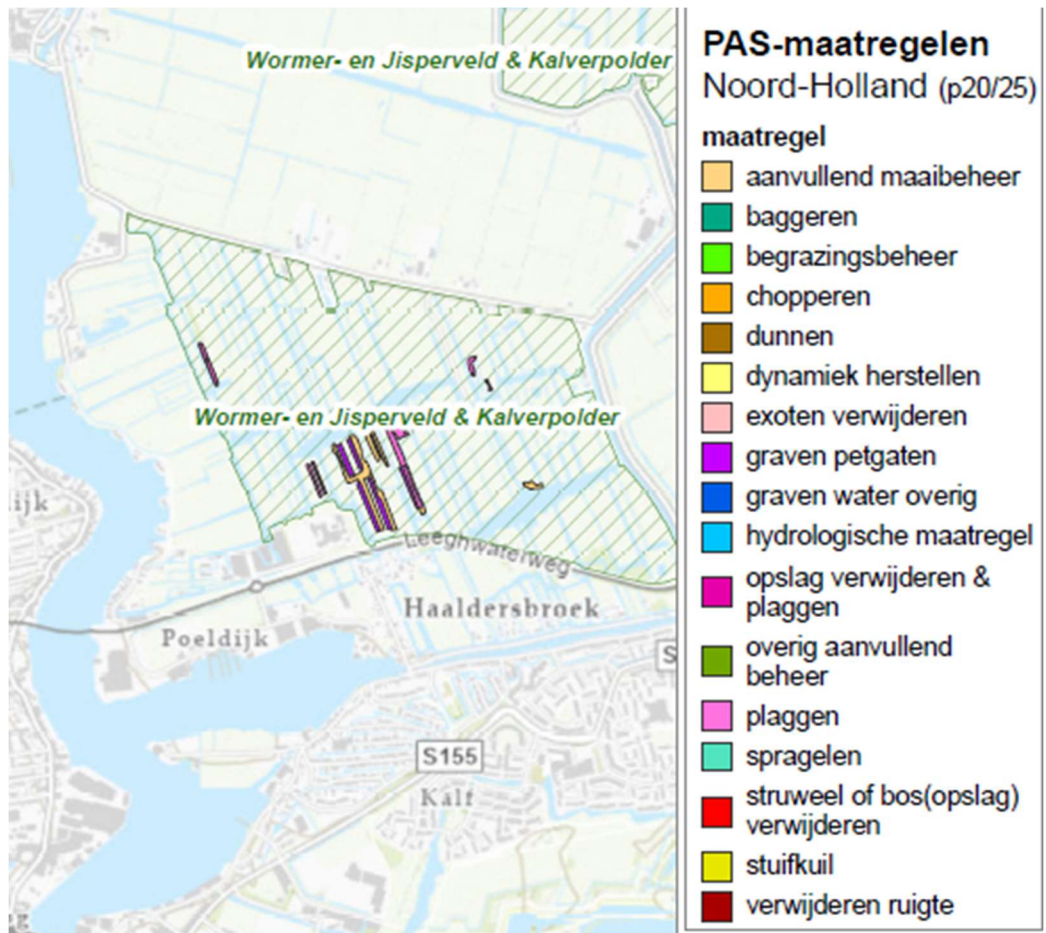 Wormer- en Jisperveld & Kalverpolder
Wormer- en Jisperveld & Kalverpolder
ijk
Leeghwaterweg
Haaldersbroek
Poeldijk
S
S155
Kalf
g
PAS-maatregelen
Noord-Holland (p20/25)
maatregel
aanvullend maaibeheer
baggeren
begrazingsbeheer
chopperen
dunnen
dynamiek herstellen
exoten verwijderen
graven petgaten
graven water overig
hydrologische maatregel
opslag verwijderen &
plaggen
overig aanvullend
beheer
plaggen
spragelen
struweel of bos(opslag)
verwijderen
stuifkuil
verwijderen ruigte